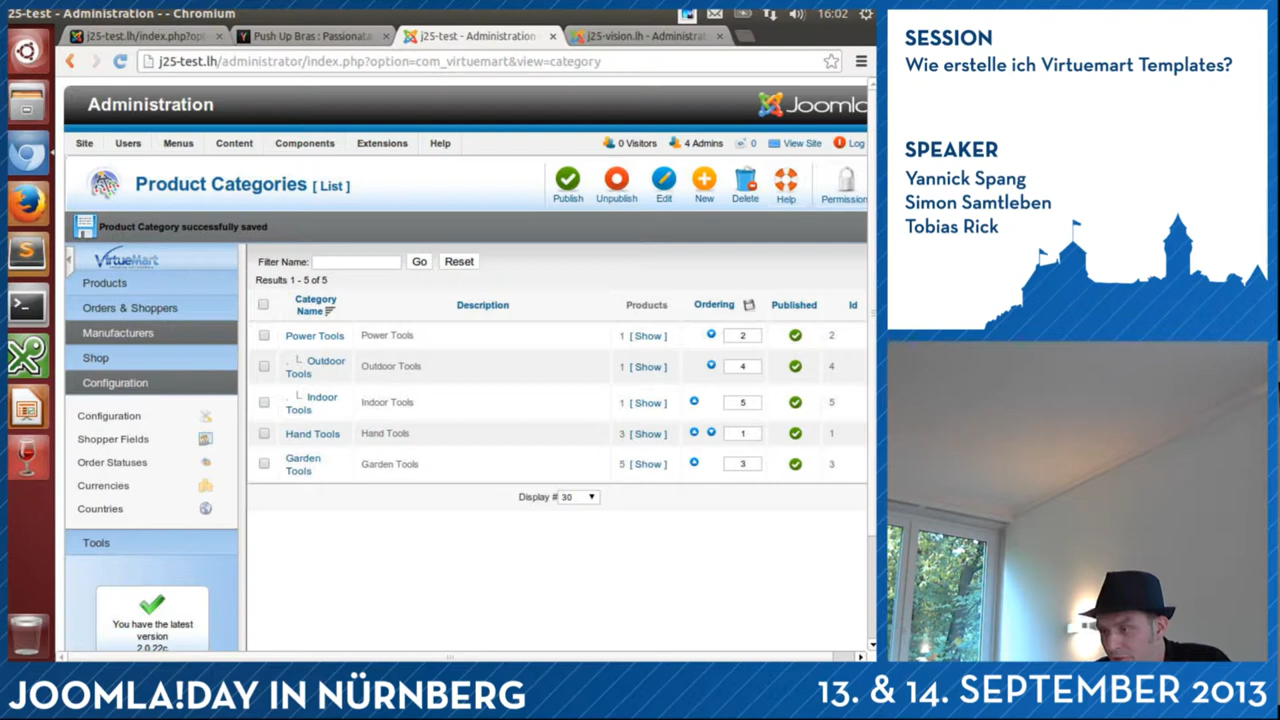 25-test - Administration - - Chromium
16:02
j25-test.lh/index.php?opt
Push Up Bras : Passionata
j25-test - Administration
j25-vision.lh - Administra
j25-test.lh/administrator/index.php?option=com_virtuemart&view=category
Administration
Joomla
Site Users Menus Content Components Extensions Help
0 Visitors 4 Admins 0 View Site Log
Product Categories [ List ]
Publish Unpublish Edit New Delete Help Permission
Product Category successfully saved
VirtueMart
Products
Orders & Shoppers
Manufacturers
Shop
Configuration
Configuration
Shopper Fields
Order Statuses
Currencies
Countries
Tools
You have the latest
version
2.0.22c
Filter Name: Go Reset
Results 1 - 5 of 5
Category Name Description Products Ordering Published Id
Power Tools Power Tools 1 [ Show ] 2 2
. Outdoor Tools Outdoor Tools 1 [ Show ] 4 4
. Indoor Tools Indoor Tools 1 [ Show ] 5 5
Hand Tools Hand Tools 3 [ Show ] 1 1
Garden Tools Garden Tools 5 [ Show ] 3 3
Display # 30
SESSION
Wie erstelle ich Virtuemart Templates?
SPEAKER
Yannick Spang
Simon Samtleben
Tobias Rick
JOOMLA!DAY IN NÜRNBERG
13. & 14. SEPTEMBER 2013